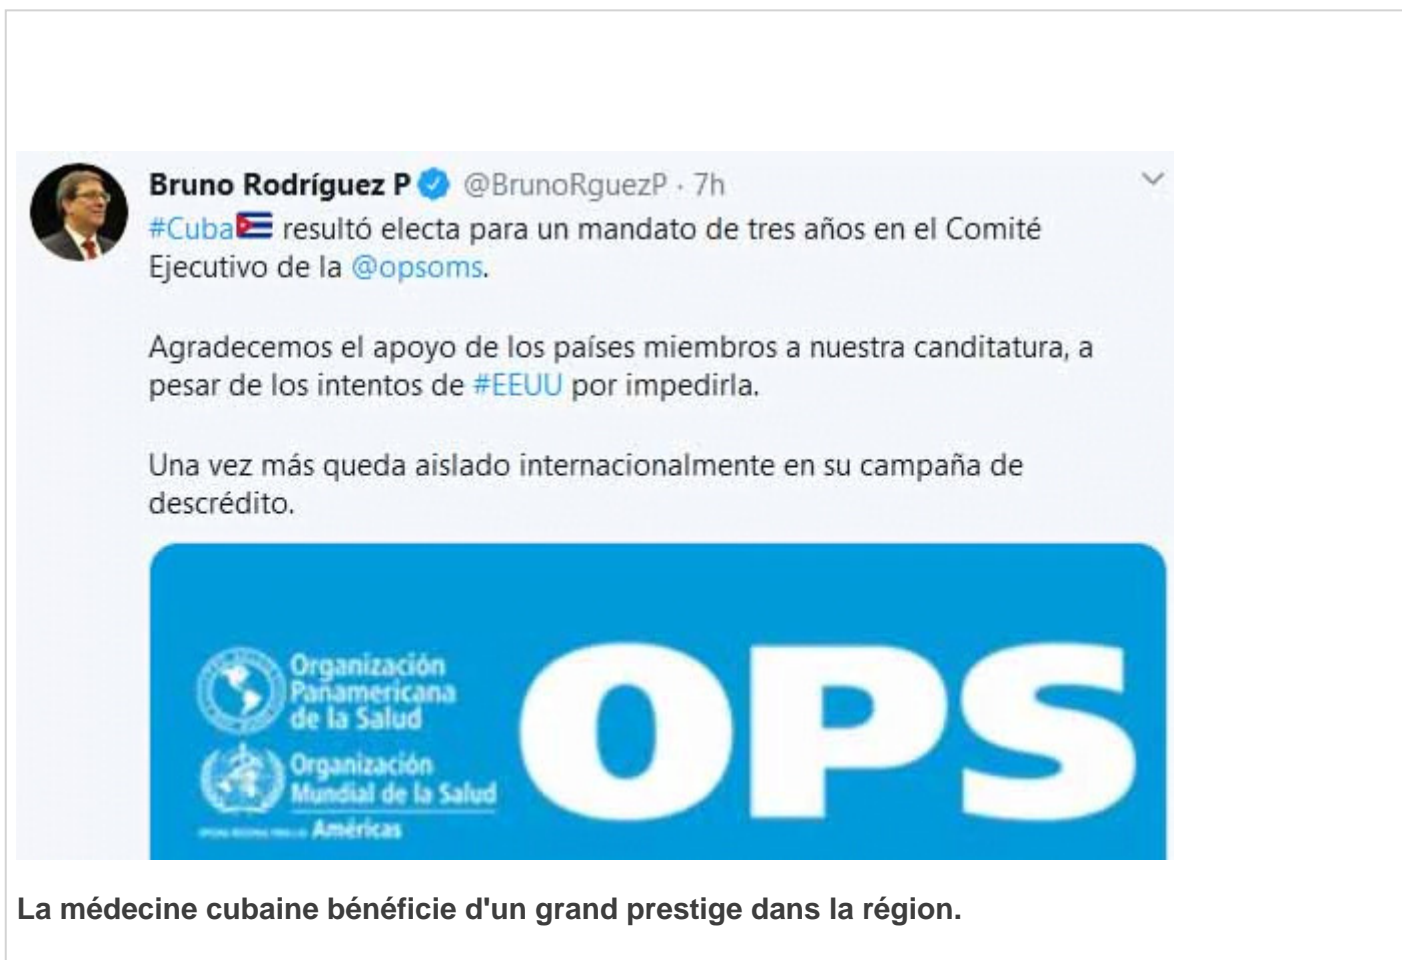 Bruno Rodríguez P @BrunoRguezP · 7h
#Cuba resultó electa para un mandato de tres años en el Comité
Ejecutivo de la @opsoms.
Agradecemos el apoyo de los países miembros a nuestra canditatura, a
pesar de los intentos de #EEUU por impedirla.
Una vez más queda aislado internacionalmente en su campaña de
descrédito.
Organización
Panamericana
de la Salud
Organización
Mundial de la Salud
Américas
OPS
La médecine cubaine bénéficie d'un grand prestige dans la région.